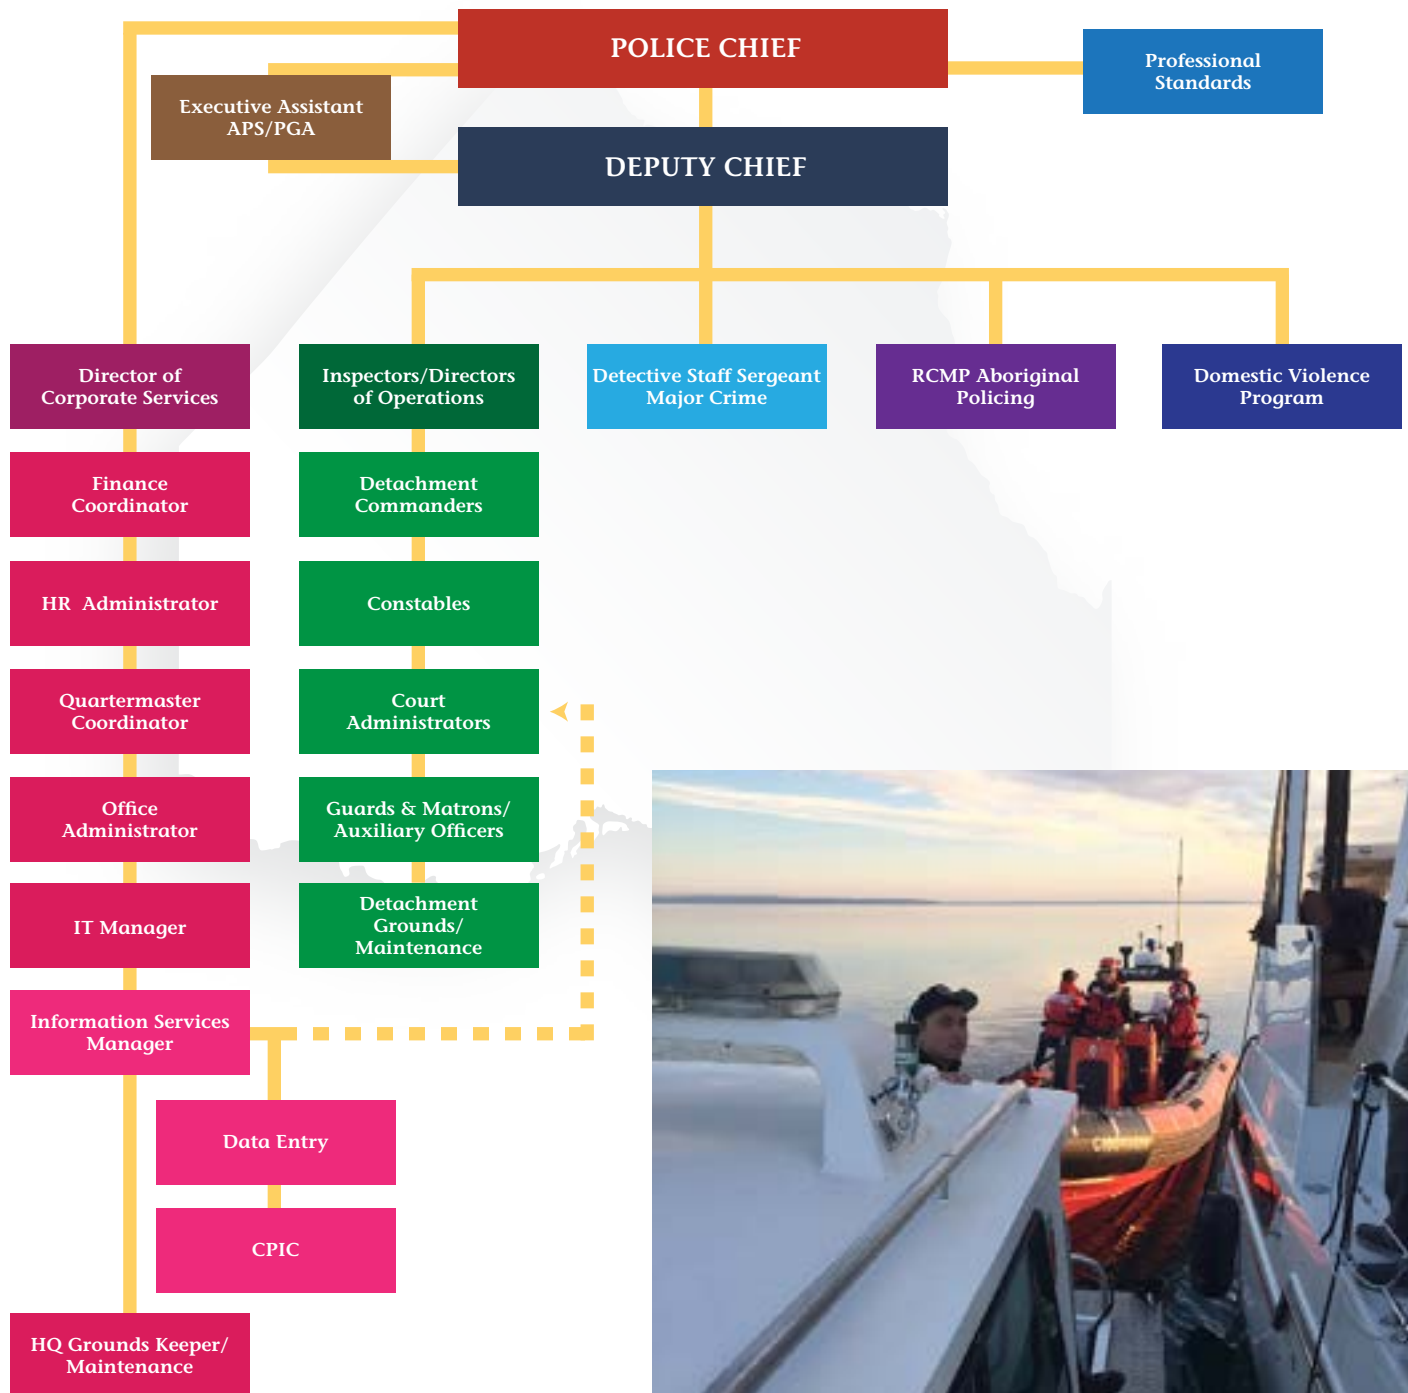 POLICE CHIEF
Professional
Standards
Executive Assistant
APS/PGA
DEPUTY CHIEF
Director of
Corporate Services
Inspectors/Directors
of Operations
Detective Staff Sergeant
Major Crime
RCMP Aboriginal
Policing
Domestic Violence
Program
Finance
Coordinator
Detachment
Commanders
HR Administrator
Constables
Quartermaster
Coordinator
Court
Administrators
Office
Administrator
Guards & Matrons/
Auxiliary Officers
IT Manager
Detachment
Grounds/
Maintenance
Information Services
Manager
Data Entry
CPIC
HQ Grounds Keeper/
Maintenance